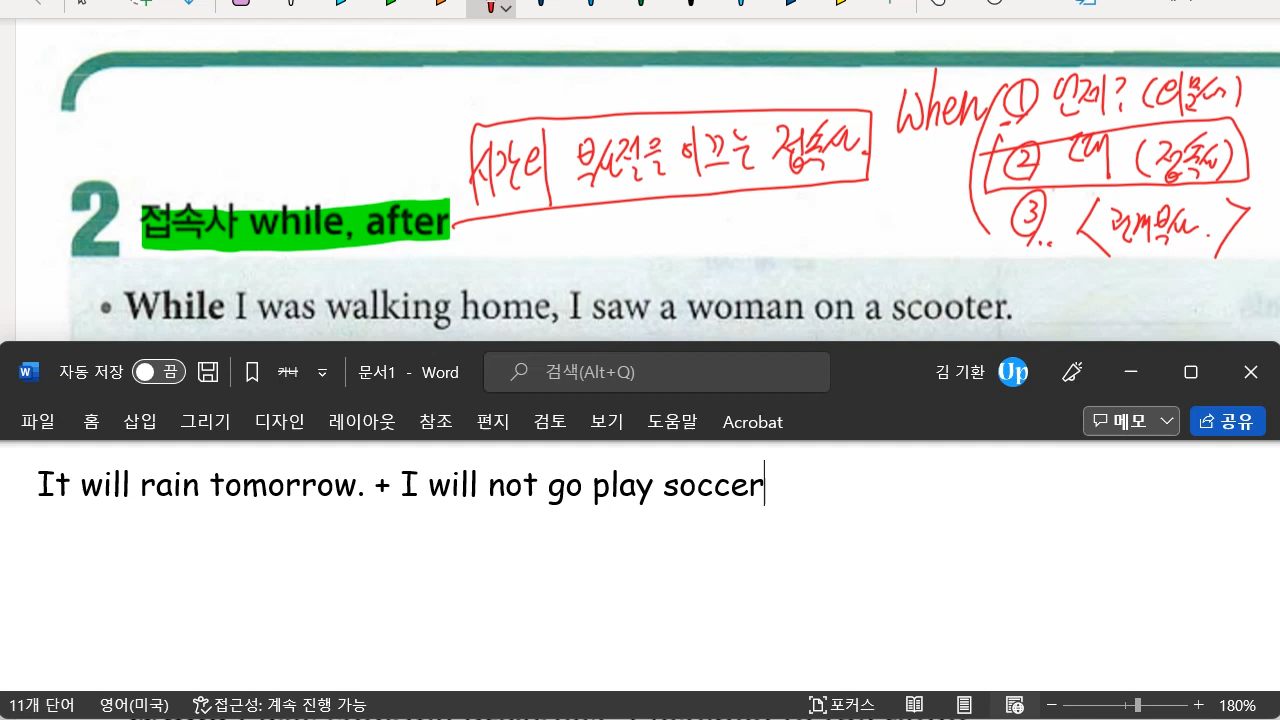 When ① 언제? (의문사)
시간의 부사절을 이끄는 접속사.
② 때 (접속사)
2 접속사 while, after
③ <관계부사.>
• While I was walking home, I saw a woman on a scooter.
자동 저장 끔 가나 문서1 - Word 검색(Alt+Q) 김 기환 Up
파일 홈 삽입 그리기 디자인 레이아웃 참조 편지 검토 보기 도움말 Acrobat 메모 공유
It will rain tomorrow. + I will not go play soccer
11개 단어 영어(미국) 접근성: 계속 진행 가능 포커스 180%